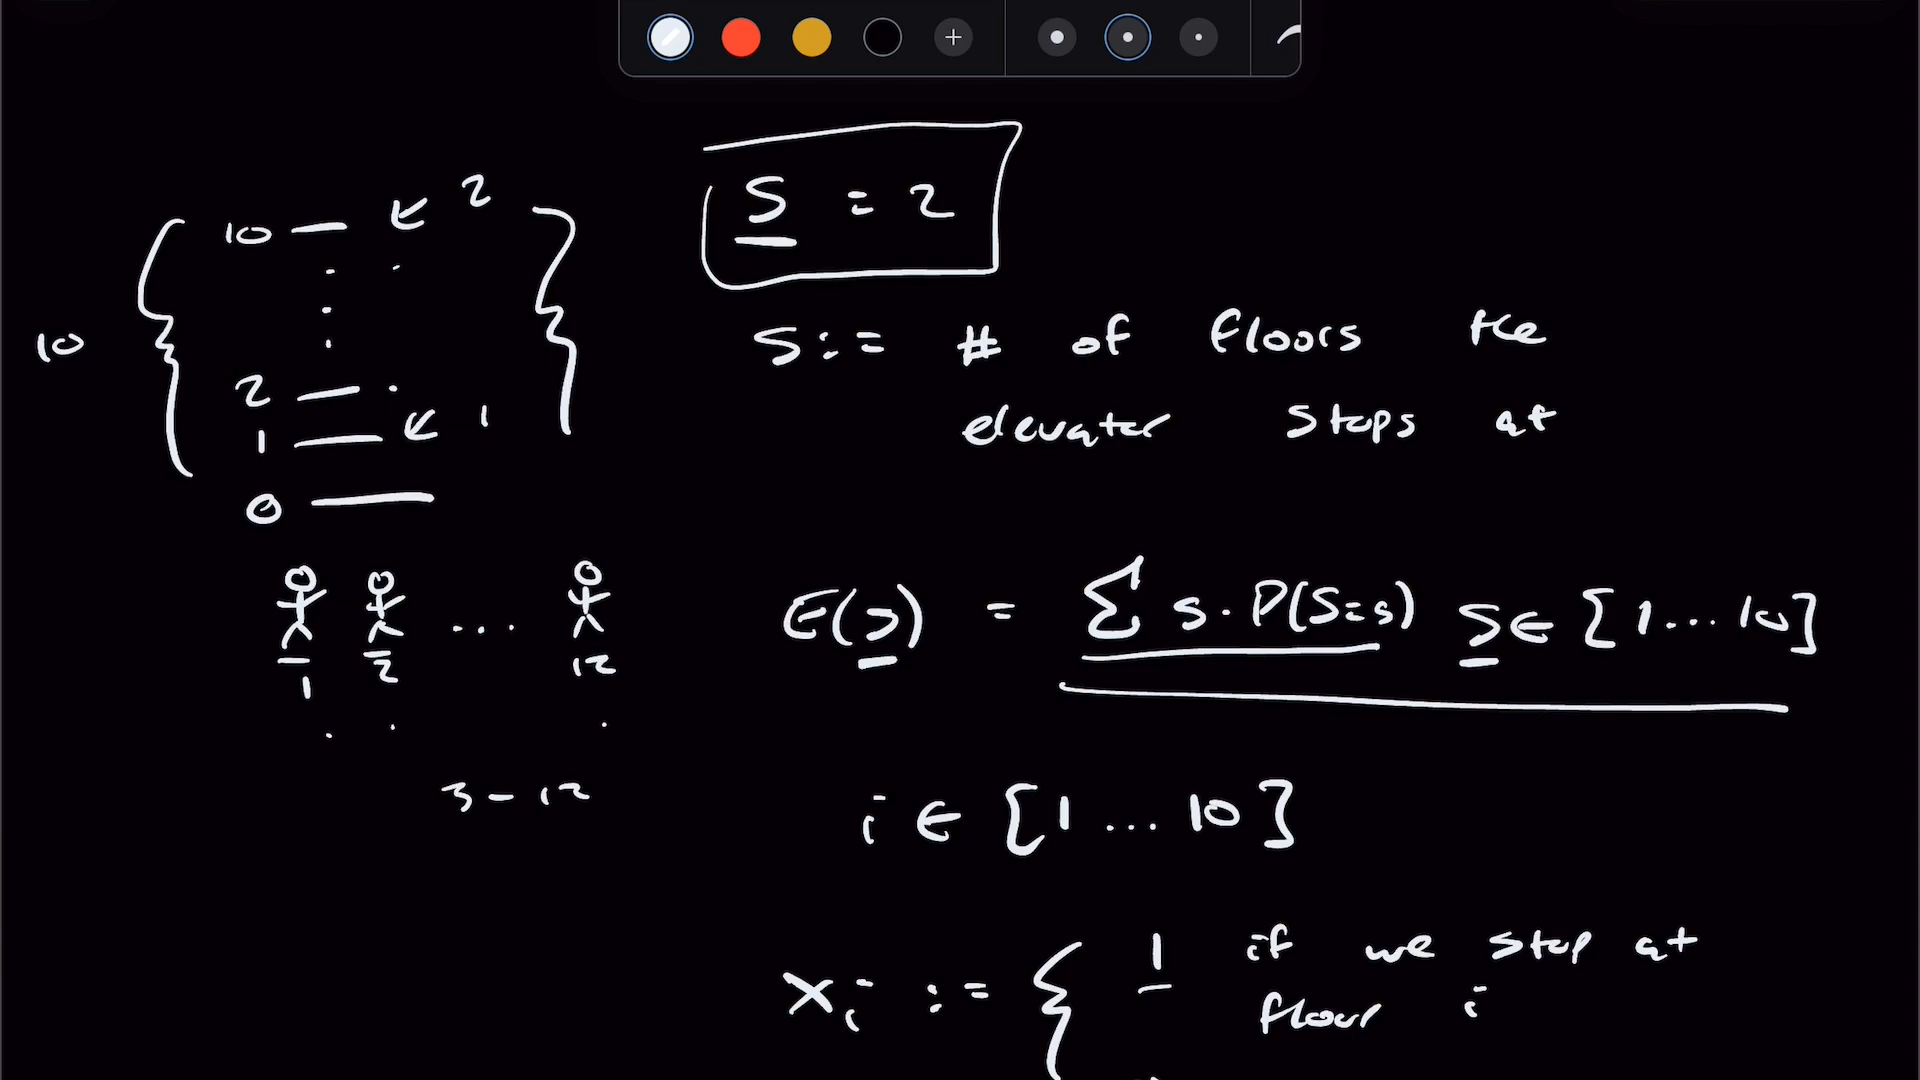 S = 2
10 — ↙ 2
10
2 — .
1 — ↙ 1
0 —
S := # of floors the
elevator stops at
1 2 ... 12
3 - 12
E(S) = Σ s · P(S=s) S ∈ [1 ... 10]
i ∈ [1 ... 10]
Xi := { 1 if we stop at
floor i